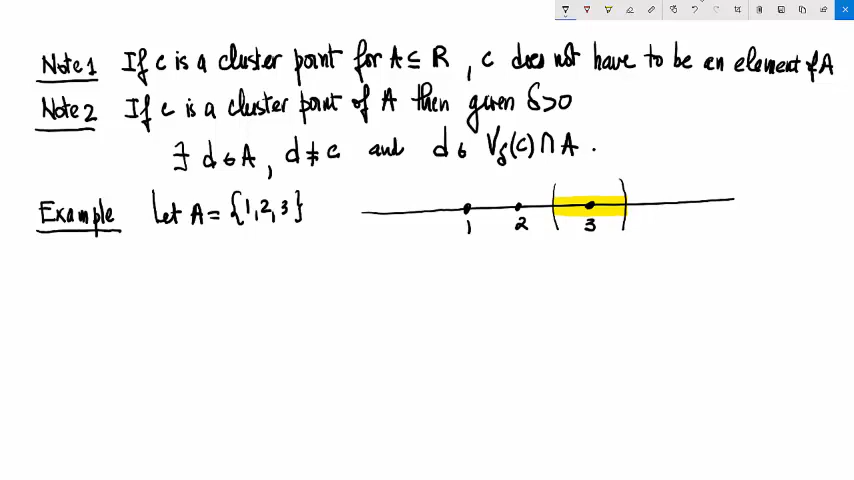 Note 1 If c is a cluster point for A ⊆ R, c does not have to be an element of A
Note 2 If c is a cluster point of A then given δ>0
∃ d ∈ A, d ≠ c and d ∈ V_δ(c) ∩ A.
Example Let A = {1, 2, 3}
1 2 3